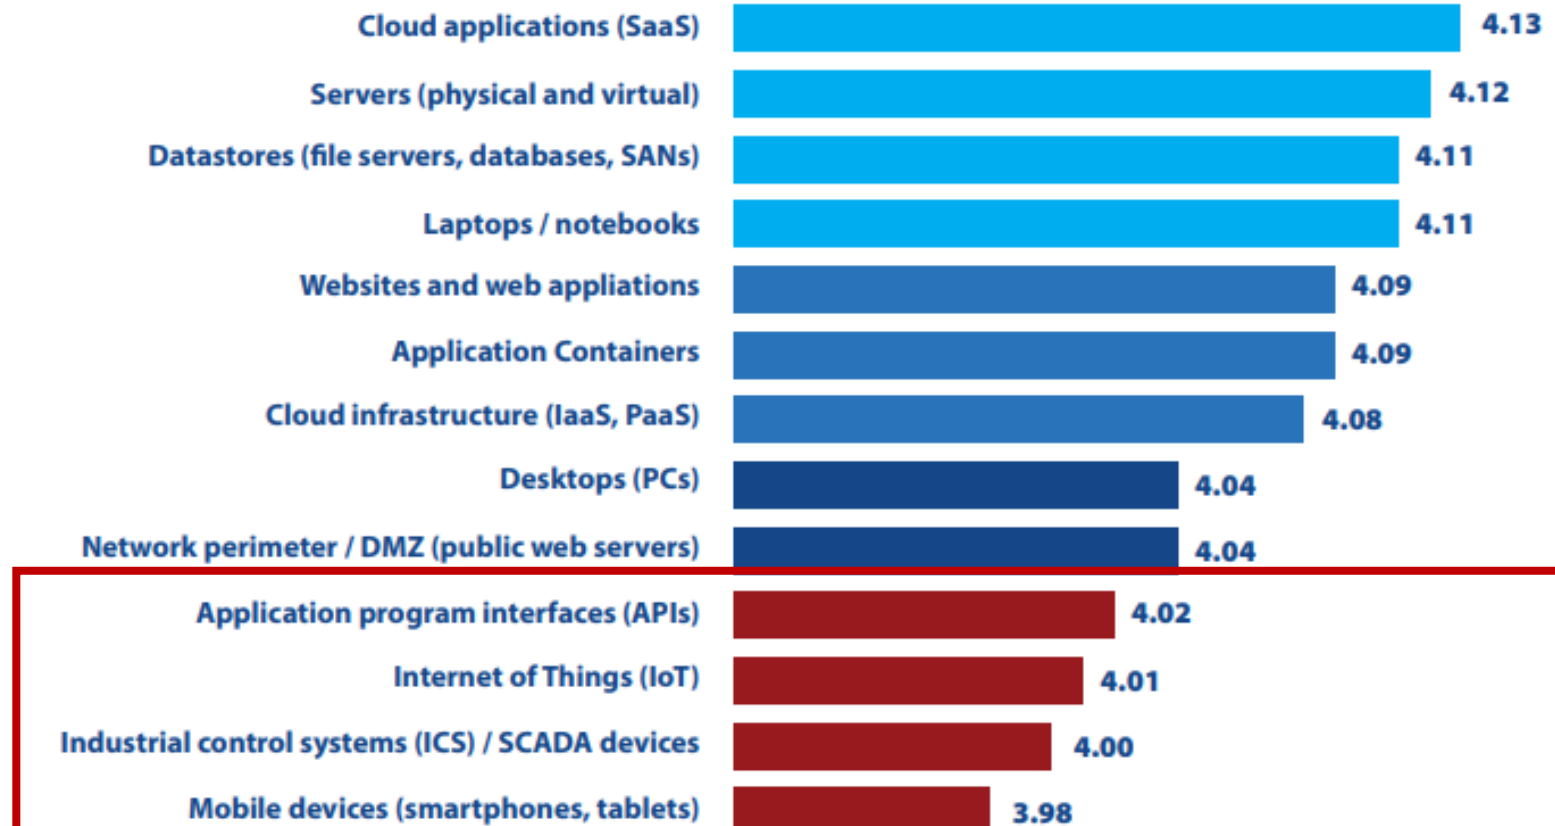 Cloud applications (SaaS) 4.13
Servers (physical and virtual) 4.12
Datastores (file servers, databases, SANs) 4.11
Laptops / notebooks 4.11
Websites and web appliations 4.09
Application Containers 4.09
Cloud infrastructure (IaaS, PaaS) 4.08
Desktops (PCs) 4.04
Network perimeter / DMZ (public web servers) 4.04
Application program interfaces (APIs) 4.02
Internet of Things (IoT) 4.01
Industrial control systems (ICS) / SCADA devices 4.00
Mobile devices (smartphones, tablets) 3.98